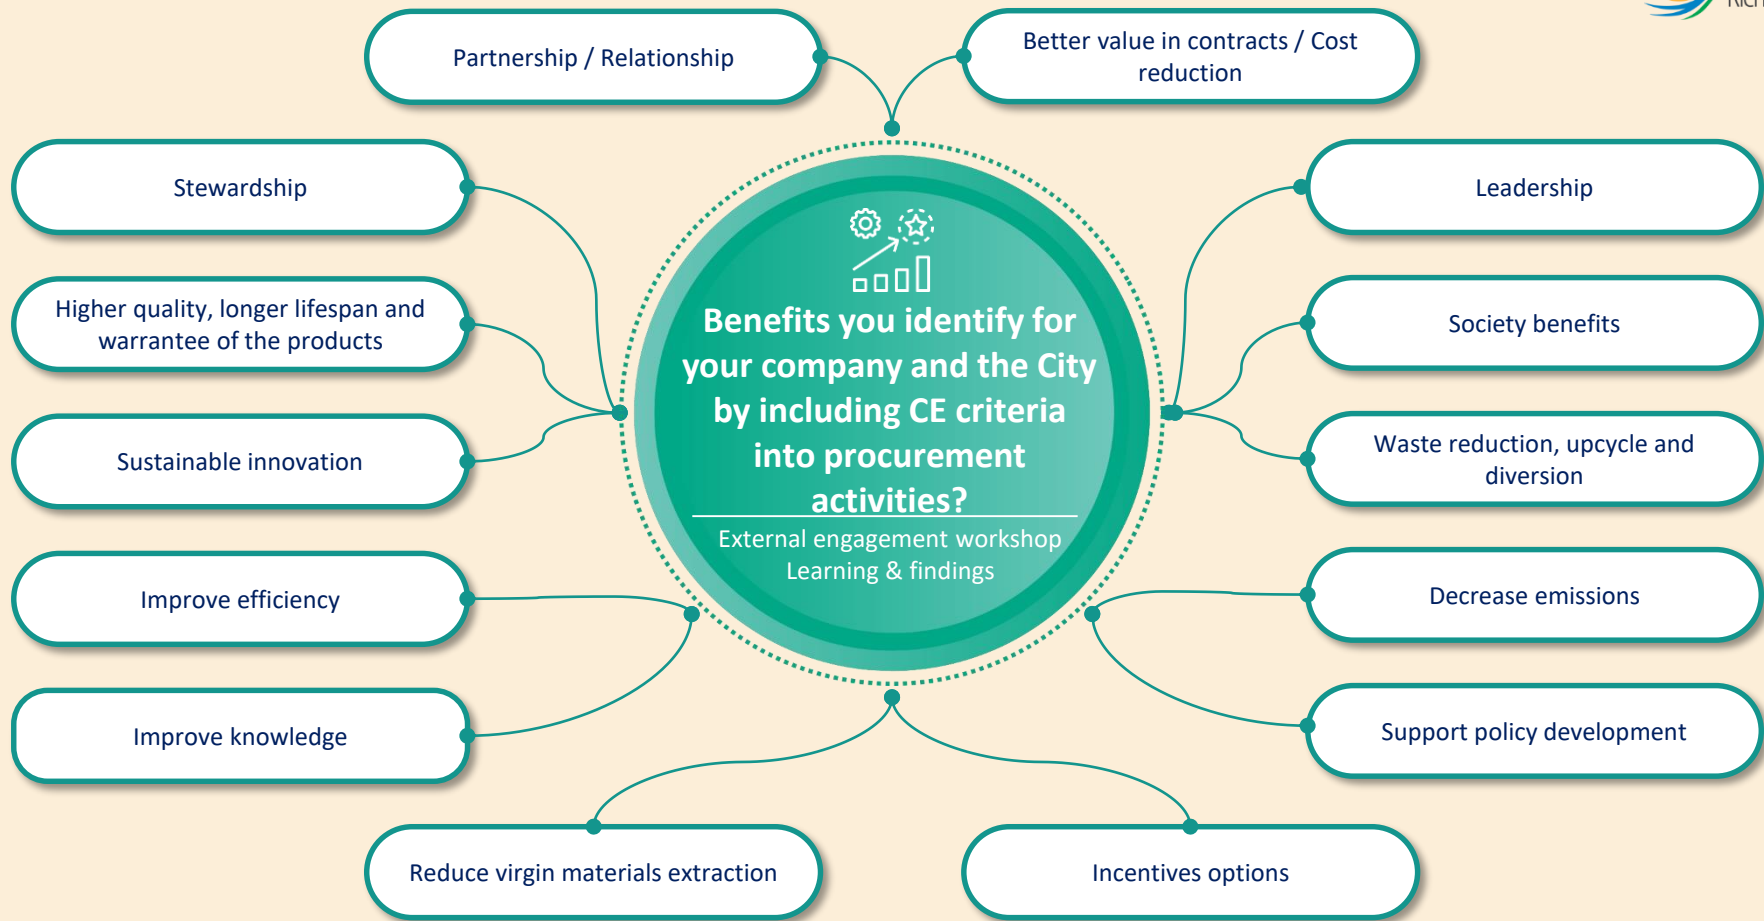 Partnership / Relationship
Better value in contracts / Cost
reduction
Stewardship
Leadership
Higher quality, longer lifespan and
warrantee of the products
Society benefits
Sustainable innovation
Waste reduction, upcycle and
diversion
Improve efficiency
Decrease emissions
Improve knowledge
Support policy development
Reduce virgin materials extraction
Incentives options
Benefits you identify for
your company and the City
by including CE criteria
into procurement
activities?
External engagement workshop
Learning & findings